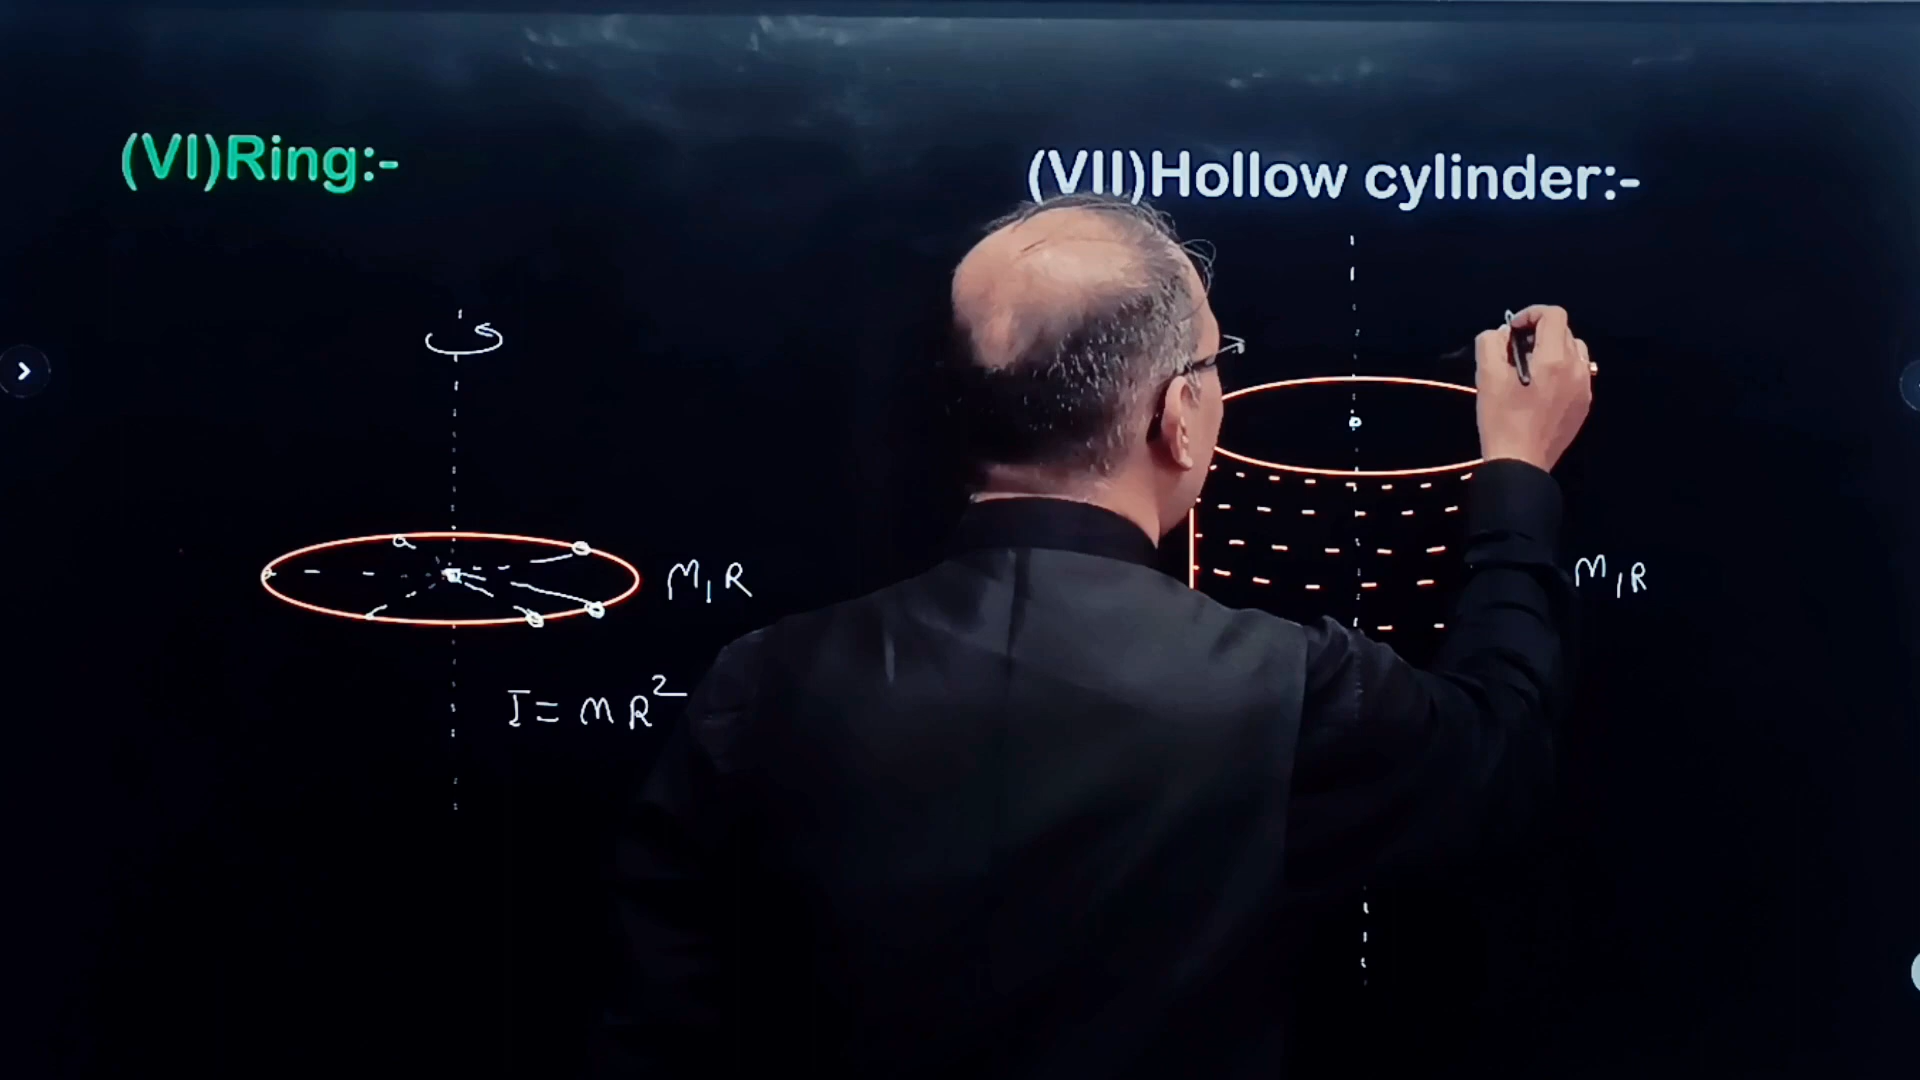 (VI)Ring:-
M, R
I = MR²
(VII)Hollow cylinder:-
M, R